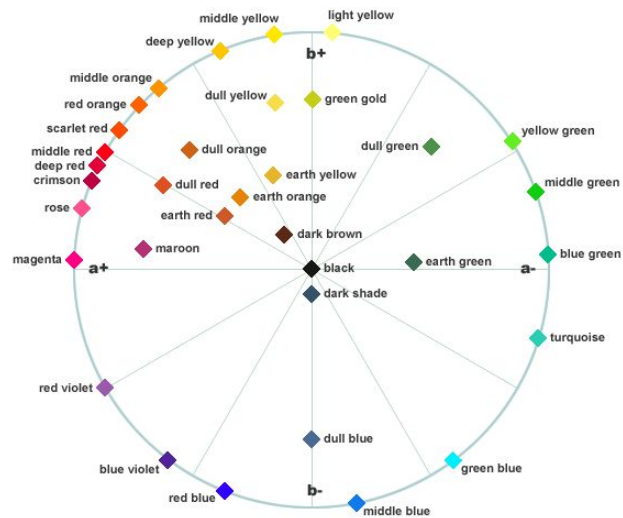 middle yellow
light yellow
deep yellow
b+
middle orange
dull yellow
green gold
red orange
scarlet red
yellow green
middle red
dull orange
dull green
deep red
earth yellow
crimson
dull red
middle green
earth orange
rose
earth red
dark brown
maroon
blue green
magenta
a+
black
earth green
a-
dark shade
turquoise
red violet
dull blue
blue violet
green blue
red blue
b-
middle blue